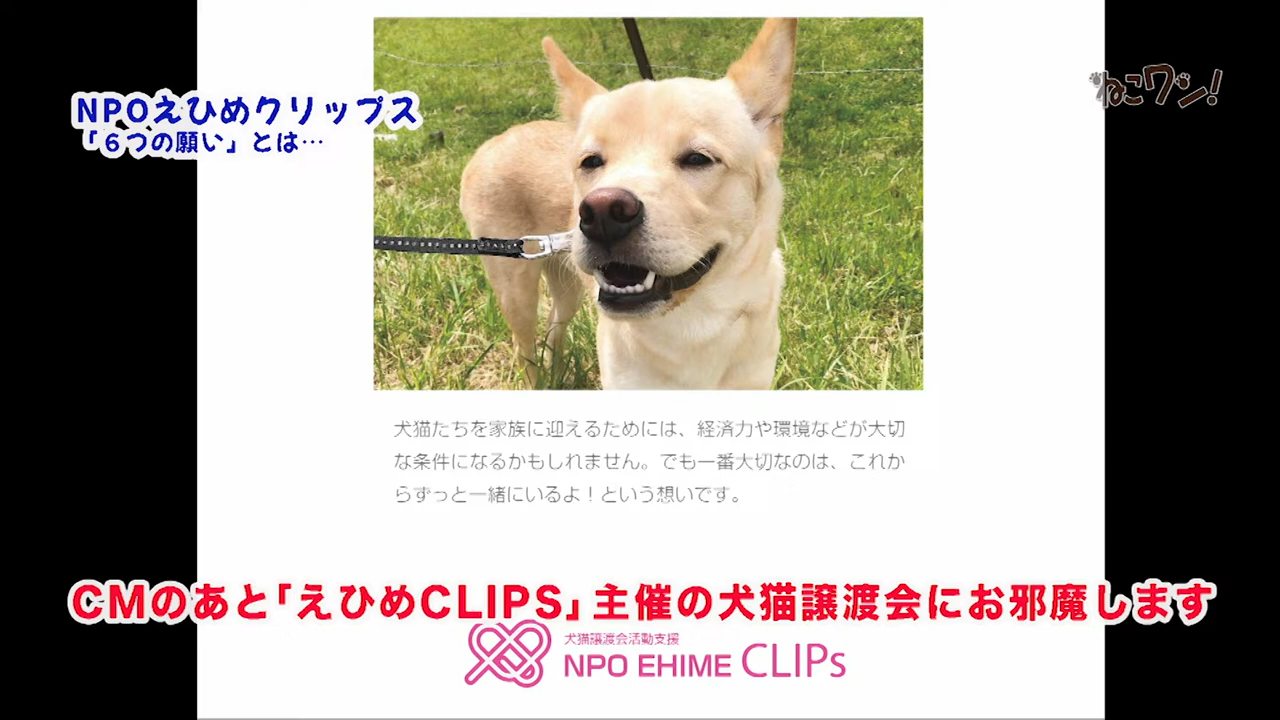 NPOえひめクリップス
「６つの願い」とは…
ねこワン！
犬猫たちを家族に迎えるためには、経済力や環境などが大切
な条件になるかもしれません。でも一番大切なのは、これか
らずっと一緒にいるよ！という想いです。
CMのあと「えひめCLIPS」主催の犬猫譲渡会にお邪魔します
犬猫譲渡会活動支援
NPO EHIME CLIPs